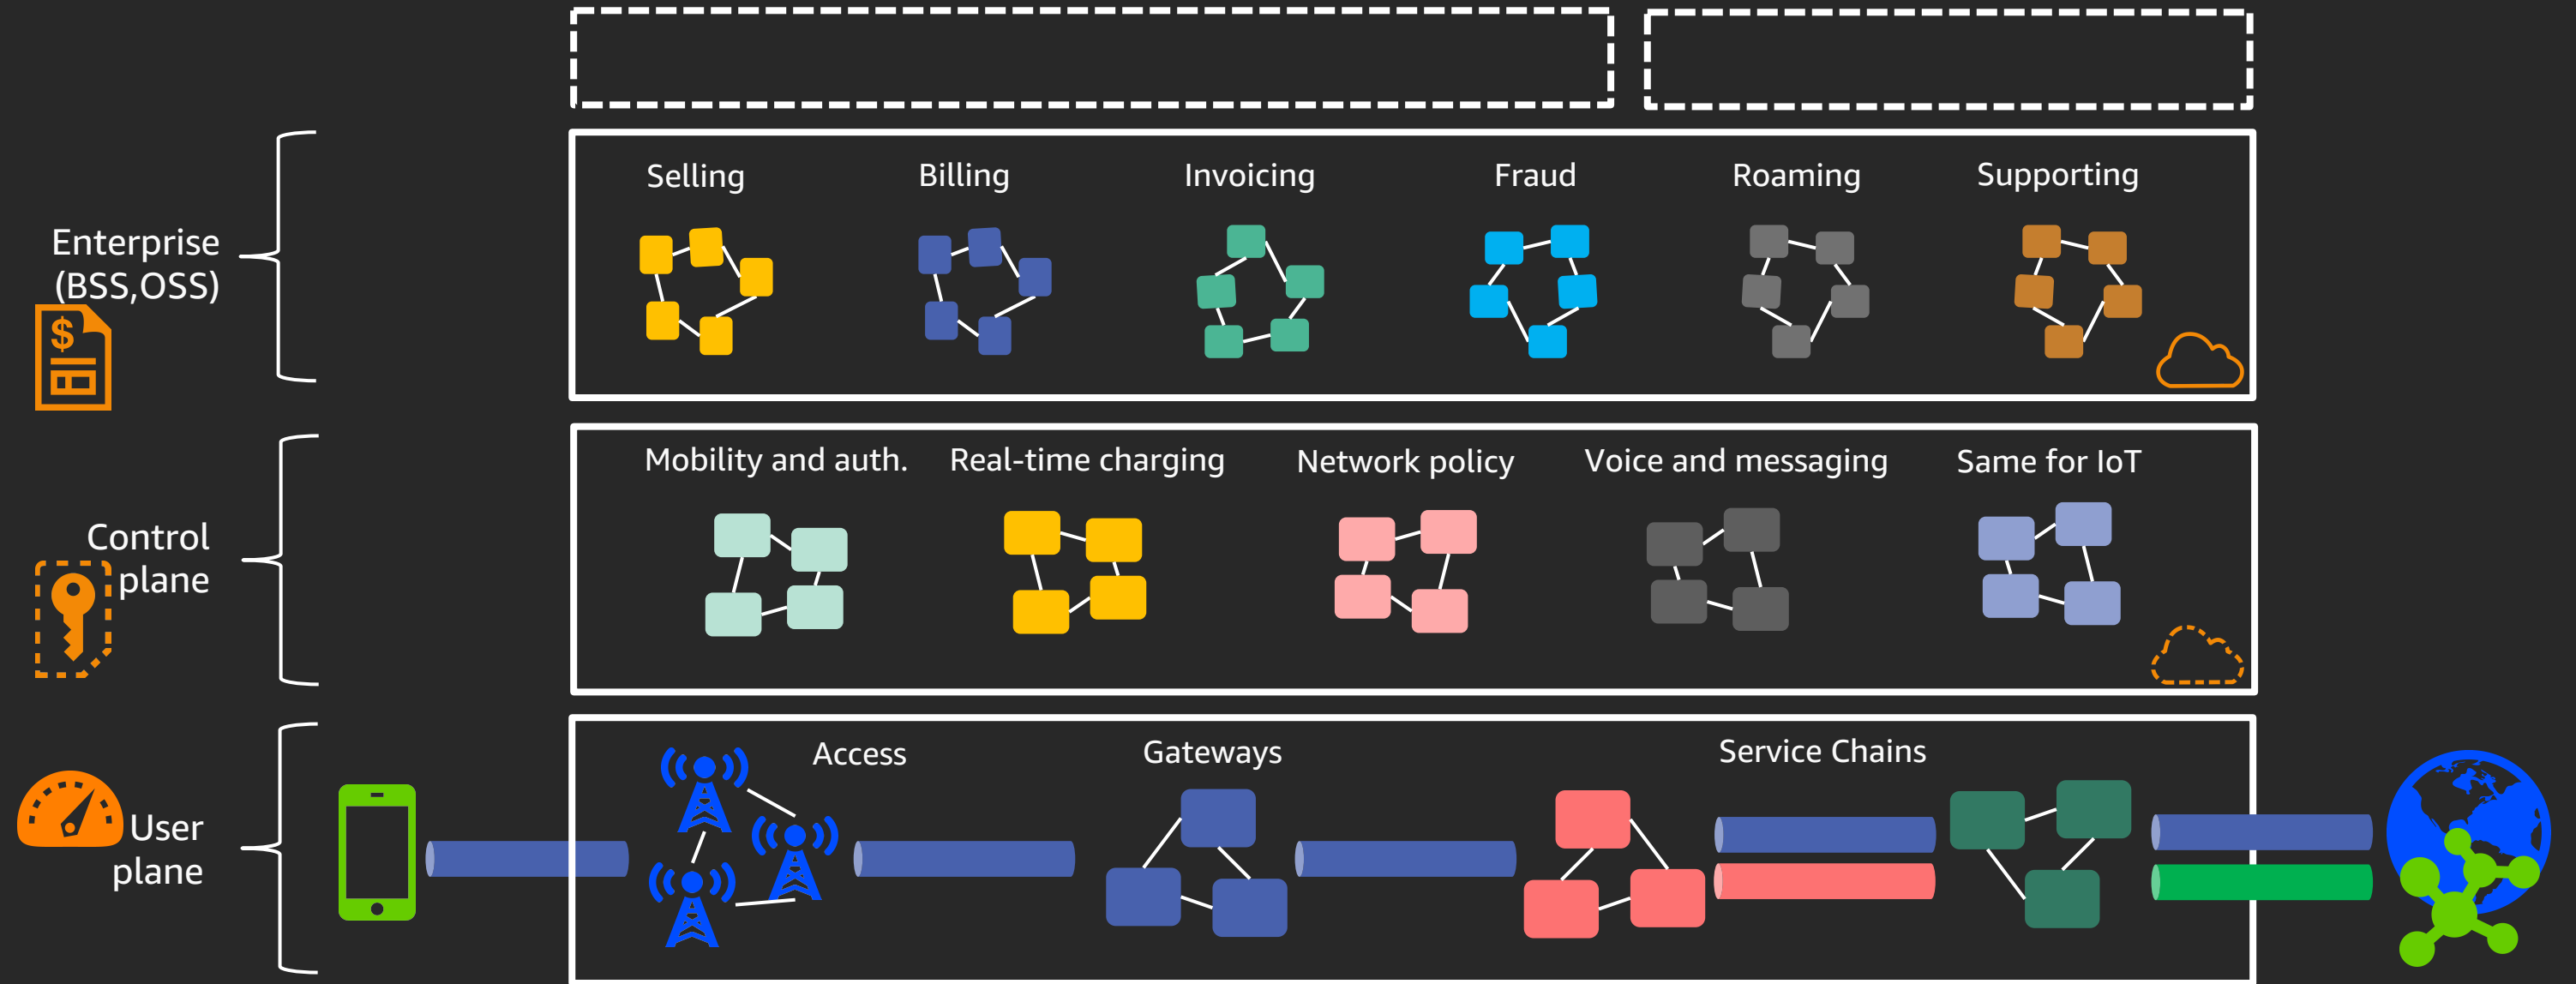 Selling
Billing
Invoicing
Fraud
Roaming
Supporting
Enterprise
(BSS,OSS)
$
Mobility and auth.
Real-time charging
Network policy
Voice and messaging
Same for IoT
Control
plane
Access
Gateways
Service Chains
User
plane